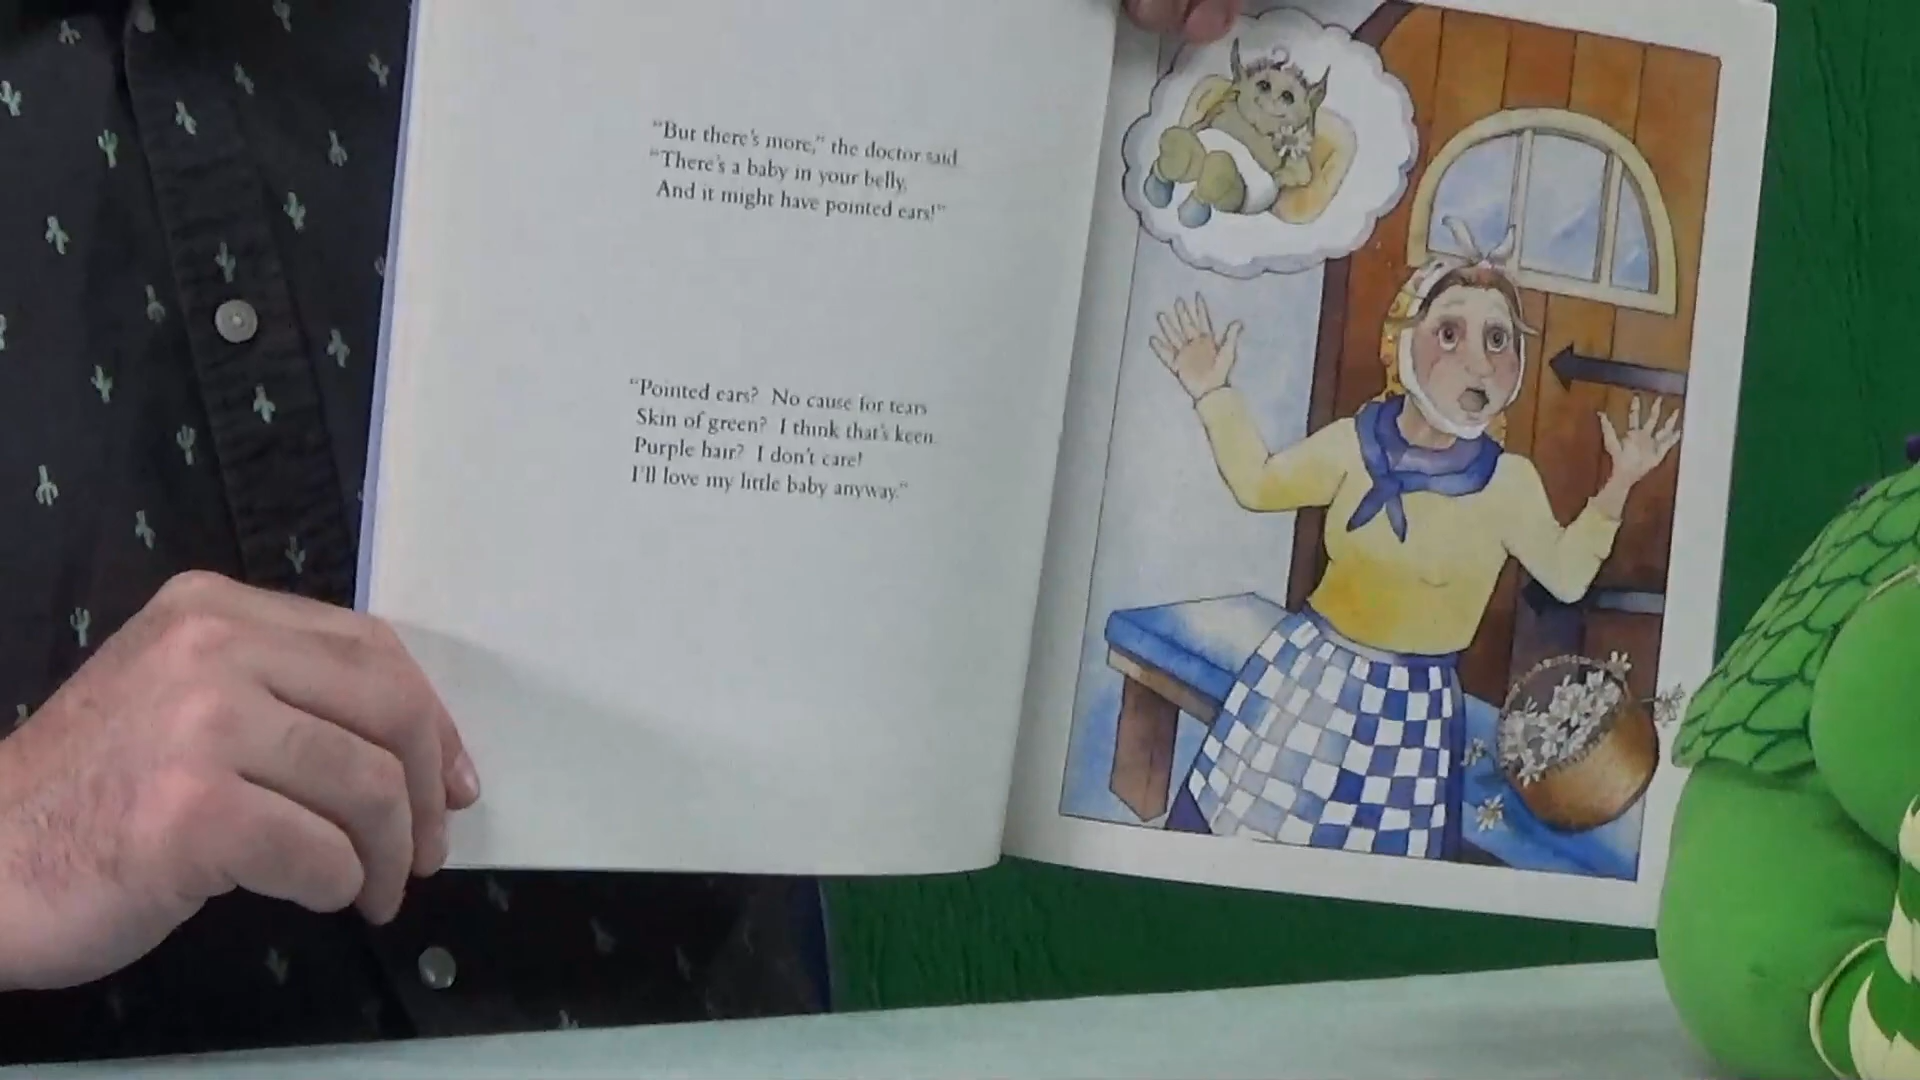 “But there's more,” the doctor said.
“There's a baby in your belly,
And it might have pointed ears!”
“Pointed ears? No cause for tears
Skin of green? I think that's keen.
Purple hair? I don't care!
I'll love my little baby anyway.”